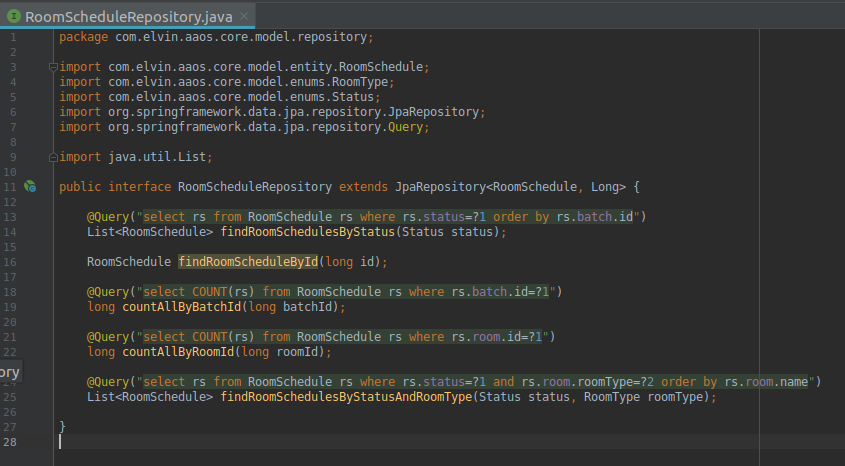 RoomScheduleRepository.java
1 package com.elvin.aaos.core.model.repository;
2
3 import com.elvin.aaos.core.model.entity.RoomSchedule;
4 import com.elvin.aaos.core.model.enums.RoomType;
5 import com.elvin.aaos.core.model.enums.Status;
6 import org.springframework.data.jpa.repository.JpaRepository;
7 import org.springframework.data.jpa.repository.Query;
8
9 import java.util.List;
10
11 public interface RoomScheduleRepository extends JpaRepository<RoomSchedule, Long> {
12
13 @Query("select rs from RoomSchedule rs where rs.status=?1 order by rs.batch.id")
14 List<RoomSchedule> findRoomSchedulesByStatus(Status status);
15
16 RoomSchedule findRoomScheduleById(long id);
17
18 @Query("select COUNT(rs) from RoomSchedule rs where rs.batch.id=?1")
19 long countAllByBatchId(long batchId);
20
21 @Query("select COUNT(rs) from RoomSchedule rs where rs.room.id=?1")
22 long countAllByRoomId(long roomId);
ory
@Query("select rs from RoomSchedule rs where rs.status=?1 and rs.room.roomType=?2 order by rs.room.name")
25 List<RoomSchedule> findRoomSchedulesByStatusAndRoomType(Status status, RoomType roomType);
26
27 }
28